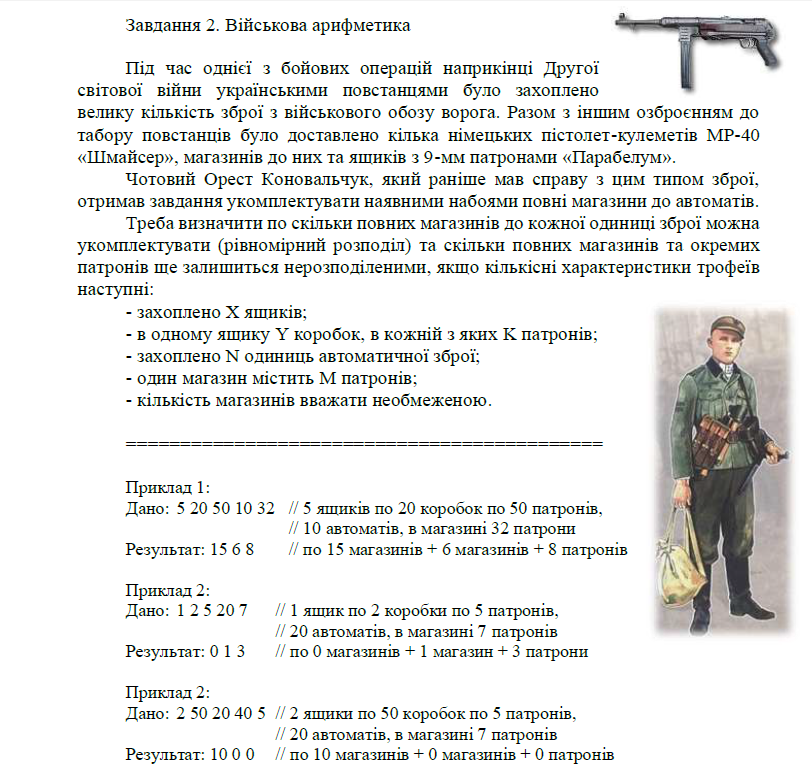 Завдання 2. Військова арифметика
Під час однієї з бойових операцій наприкінці Другої
світової війни українськими повстанцями було захоплено
велику кількість зброї з військового обозу ворога. Разом з іншим озброєнням до
табору повстанців було доставлено кілька німецьких пістолет-кулеметів МР-40
«Шмайсер», магазинів до них та ящиків з 9-мм патронами «Парабелум».
Чотовий Орест Коновальчук, який раніше мав справу з цим типом зброї,
отримав завдання укомплектувати наявними набоями повні магазини до автоматів.
Треба визначити по скільки повних магазинів до кожної одиниці зброї можна
укомплектувати (рівномірний розподіл) та скільки повних магазинів та окремих
патронів ще залишиться нерозподіленими, якщо кількісні характеристики трофеїв
наступні:
- захоплено X ящиків;
- в одному ящику Y коробок, в кожній з яких K патронів;
- захоплено N одиниць автоматичної зброї;
- один магазин містить M патронів;
- кількість магазинів вважати необмеженою.
=============================================
Приклад 1:
Дано: 5 20 50 10 32 // 5 ящиків по 20 коробок по 50 патронів,
// 10 автоматів, в магазині 32 патрони
Результат: 15 6 8 // по 15 магазинів + 6 магазинів + 8 патронів
Приклад 2:
Дано: 1 2 5 20 7 // 1 ящик по 2 коробки по 5 патронів,
// 20 автоматів, в магазині 7 патронів
Результат: 0 1 3 // по 0 магазинів + 1 магазин + 3 патрони
Приклад 2:
Дано: 2 50 20 40 5 // 2 ящики по 50 коробок по 5 патронів,
// 20 автоматів, в магазині 7 патронів
Результат: 10 0 0 // по 10 магазинів + 0 магазинів + 0 патронів